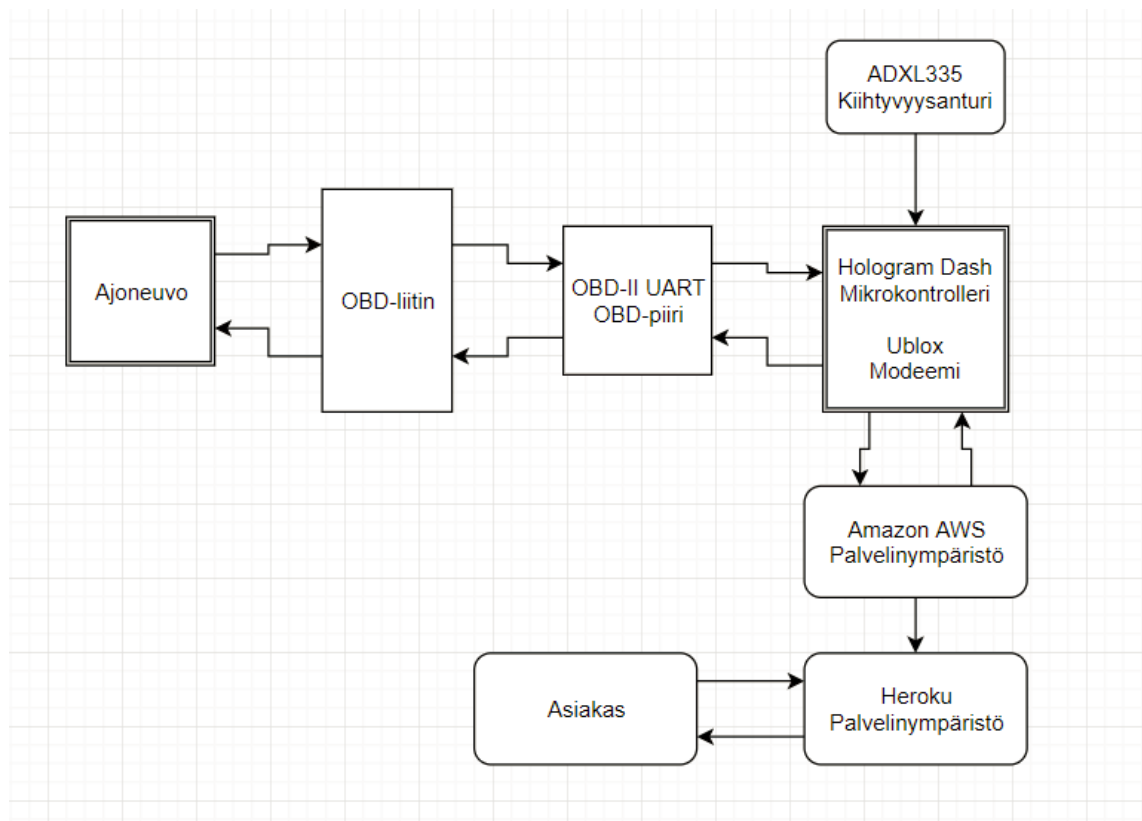 ADXL335
Kiihtyvyysanturi
Ajoneuvo
OBD-liitin
OBD-II UART
OBD-piiri
Hologram Dash
Mikrokontrolleri
Ublox
Modeemi
Amazon AWS
Palvelinympäristö
Asiakas
Heroku
Palvelinympäristö